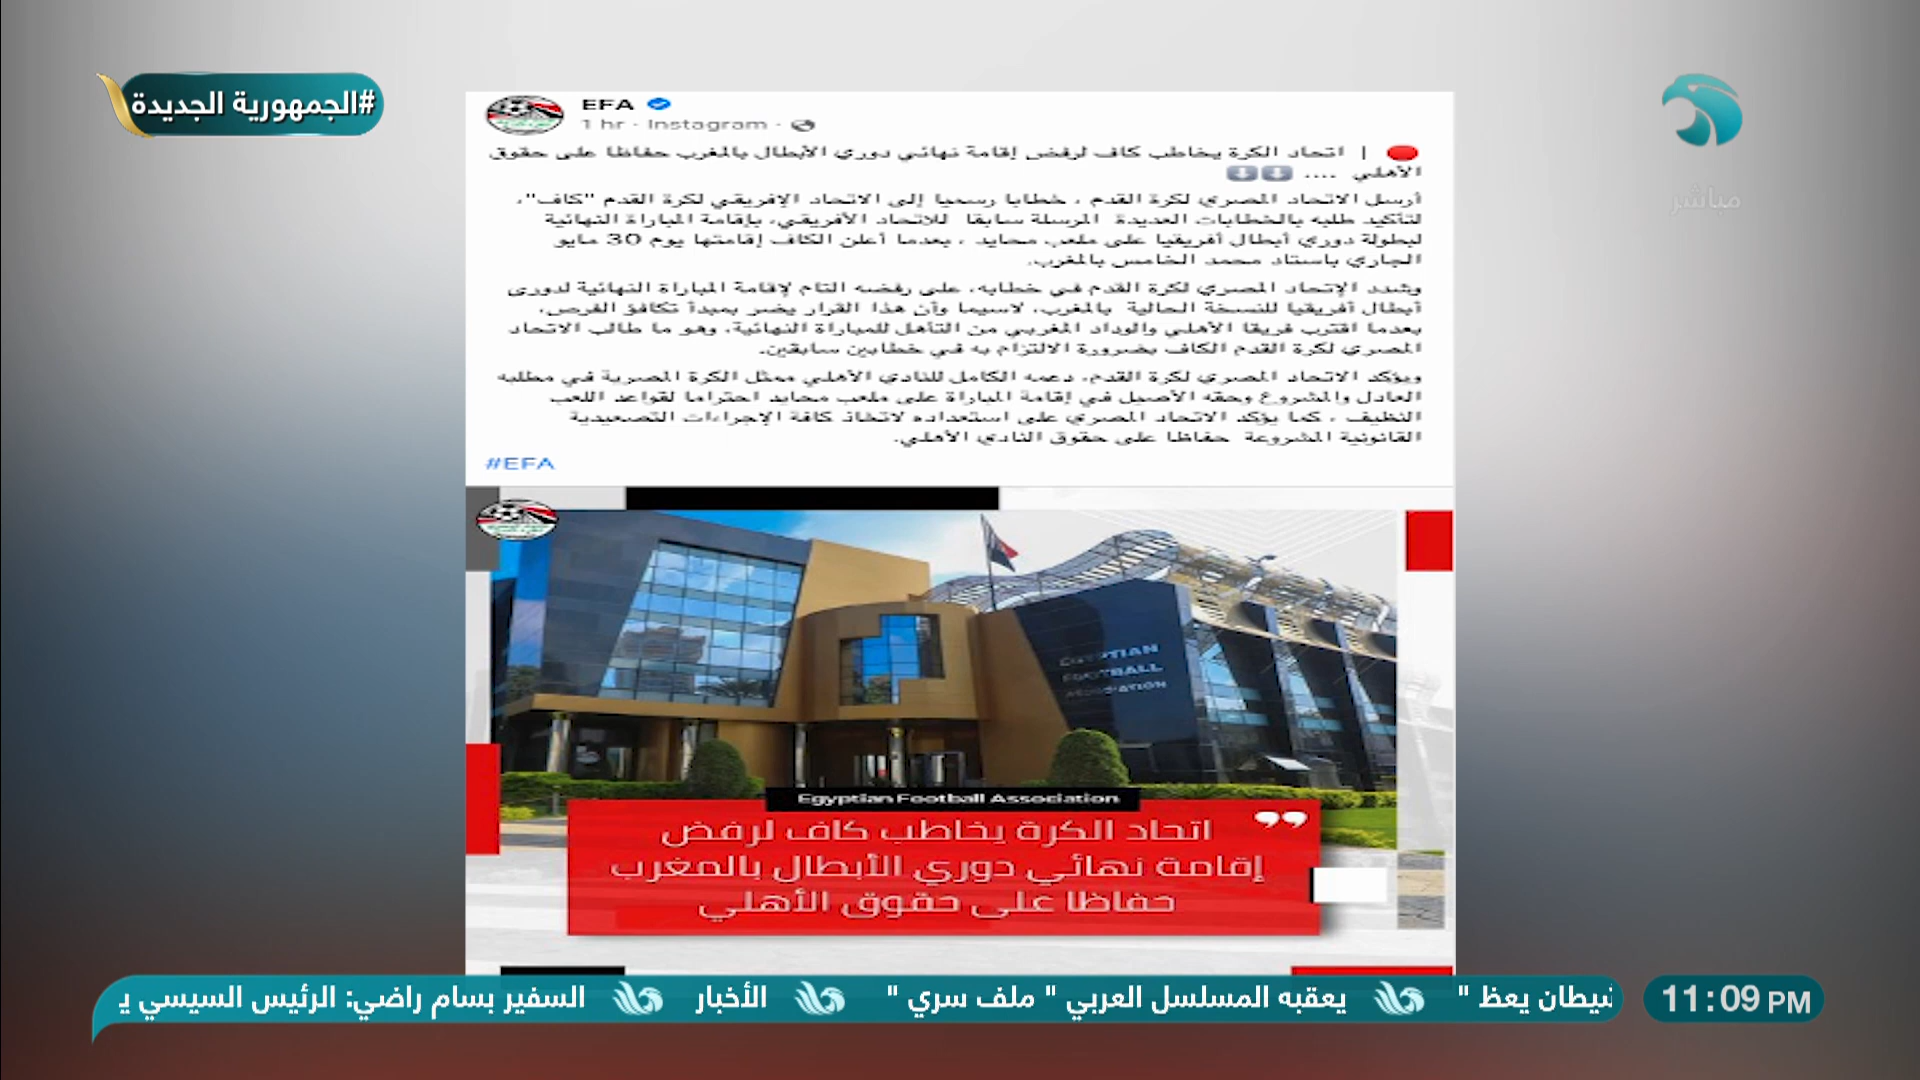 #الجمهورية الجديدة
مباشر
EFA
1 hr · Instagram ·
| اتحاد الكرة يخاطب كاف لرفض إقامة نهائي دوري الأبطال بالمغرب حفاظا على حقوق
الأهلي ....
أرسل الاتحاد المصري لكرة القدم ، خطابا رسميا إلى الاتحاد الإفريقي لكرة القدم "كاف"،
لتأكيد طلبه بالخطابات العديدة المرسلة سابقا للاتحاد الأفريقي، بإقامة المباراة النهائية
لبطولة دوري أبطال أفريقيا على ملعب محايد ، بعدما أعلن الكاف إقامتها يوم 30 مايو
الجاري باستاد محمد الخامس بالمغرب.
وشدد الإتحاد المصري لكرة القدم في خطابه، على رفضه التام لإقامة المباراة النهائية لدورى
أبطال أفريقيا للنسخة الحالية بالمغرب، لاسيما وأن هذا القرار يضر بمبدأ تكافؤ الفرص،
بعدما اقترب فريقا الأهلي والوداد المغربي من التأهل للمباراة النهائية، وهو ما طالب الاتحاد
المصري لكرة القدم الكاف بضرورة الالتزام به في خطابين سابقين.
ويؤكد الاتحاد المصري لكرة القدم، دعمه الكامل للنادي الأهلي ممثل الكرة المصرية في مطلبه
العادل والمشروع وحقه الأصيل في إقامة المباراة على ملعب محايد احتراما لقواعد اللعب
النظيف ، كما يؤكد الاتحاد المصري على استعداده لاتخاذ كافة الإجراءات التصعيدية
القانونية المشروعة حفاظا على حقوق النادي الأهلي.
#EFA
EGYPTIAN
FOOTBALL
ASSOCIATION
Egyptian Football Association
اتحاد الكرة يخاطب كاف لرفض
إقامة نهائي دوري الأبطال بالمغرب
حفاظا على حقوق الأهلي
شيطان يعظ " يعقبه المسلسل العربي " ملف سري " الأخبار السفير بسام راضي: الرئيس السيسي ي
11:09 PM